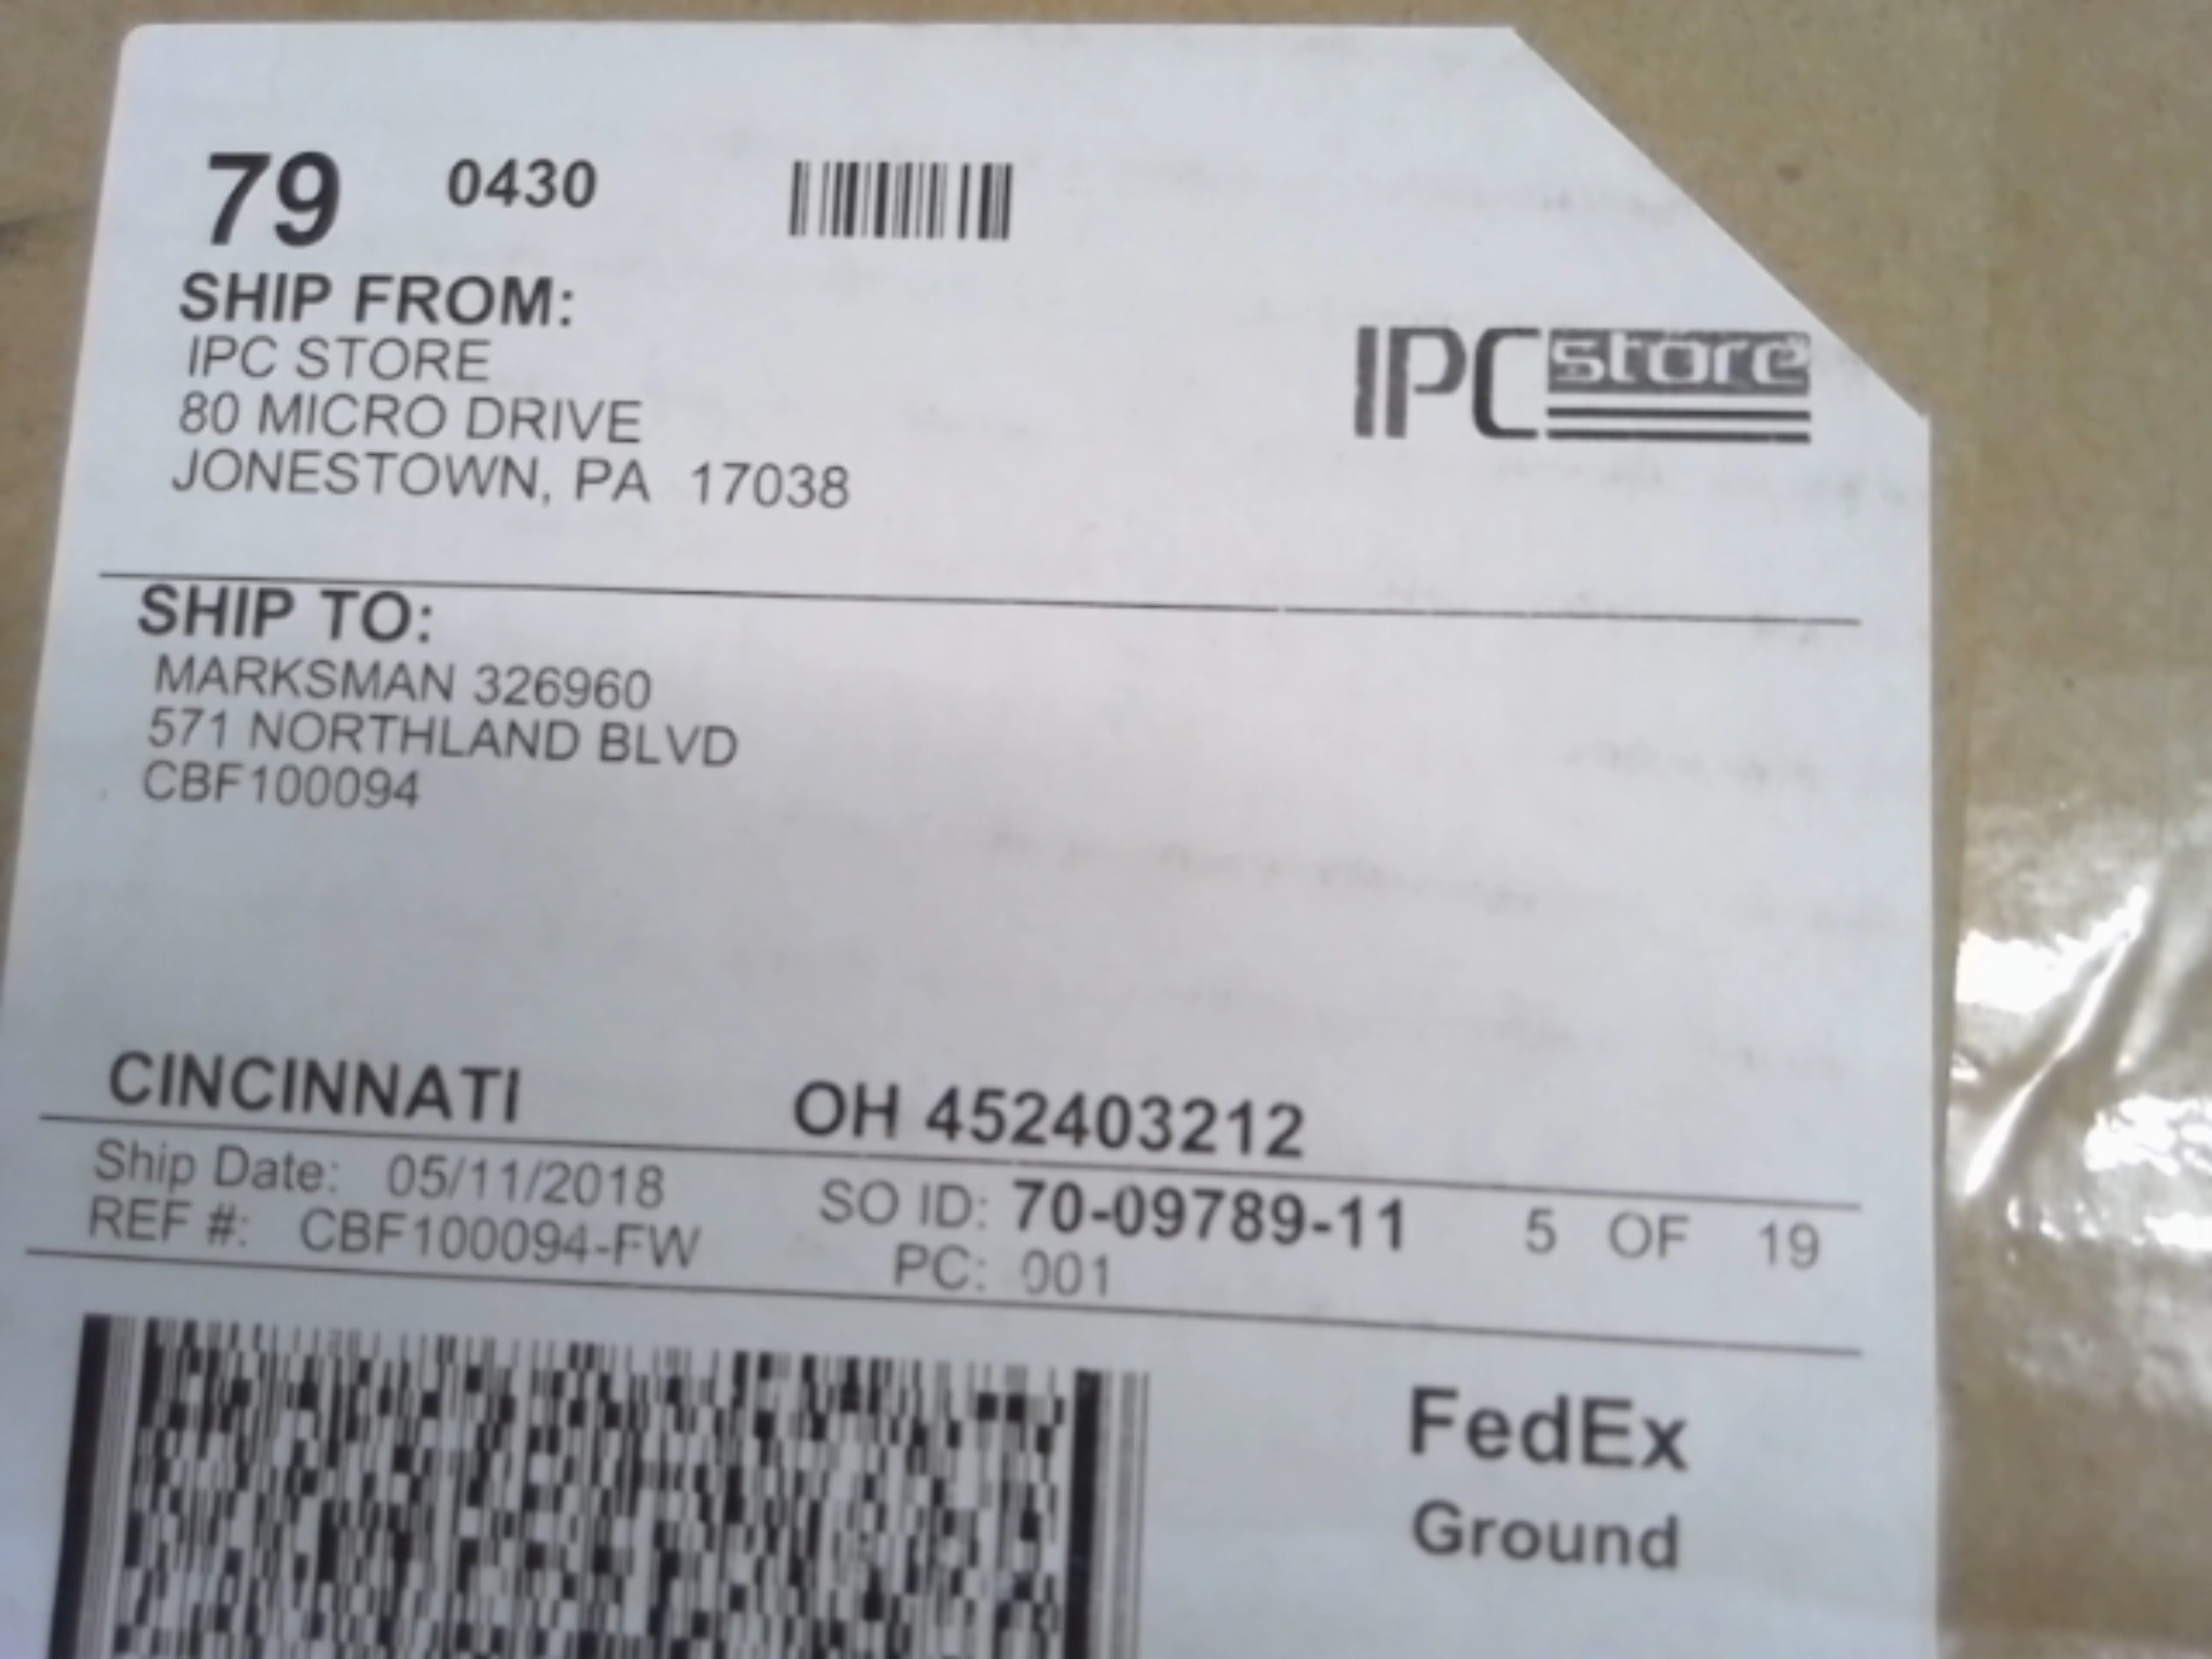 79 0430
SHIP FROM:
IPC STORE
80 MICRO DRIVE
JONESTOWN, PA 17038
IPC store
SHIP TO:
MARKSMAN 326960
571 NORTHLAND BLVD
CBF100094
CINCINNATI OH 452403212
Ship Date: 05/11/2018 SO ID: 70-09789-11 5 OF 19
REF #: CBF100094-FW PC: 001
FedEx
Ground